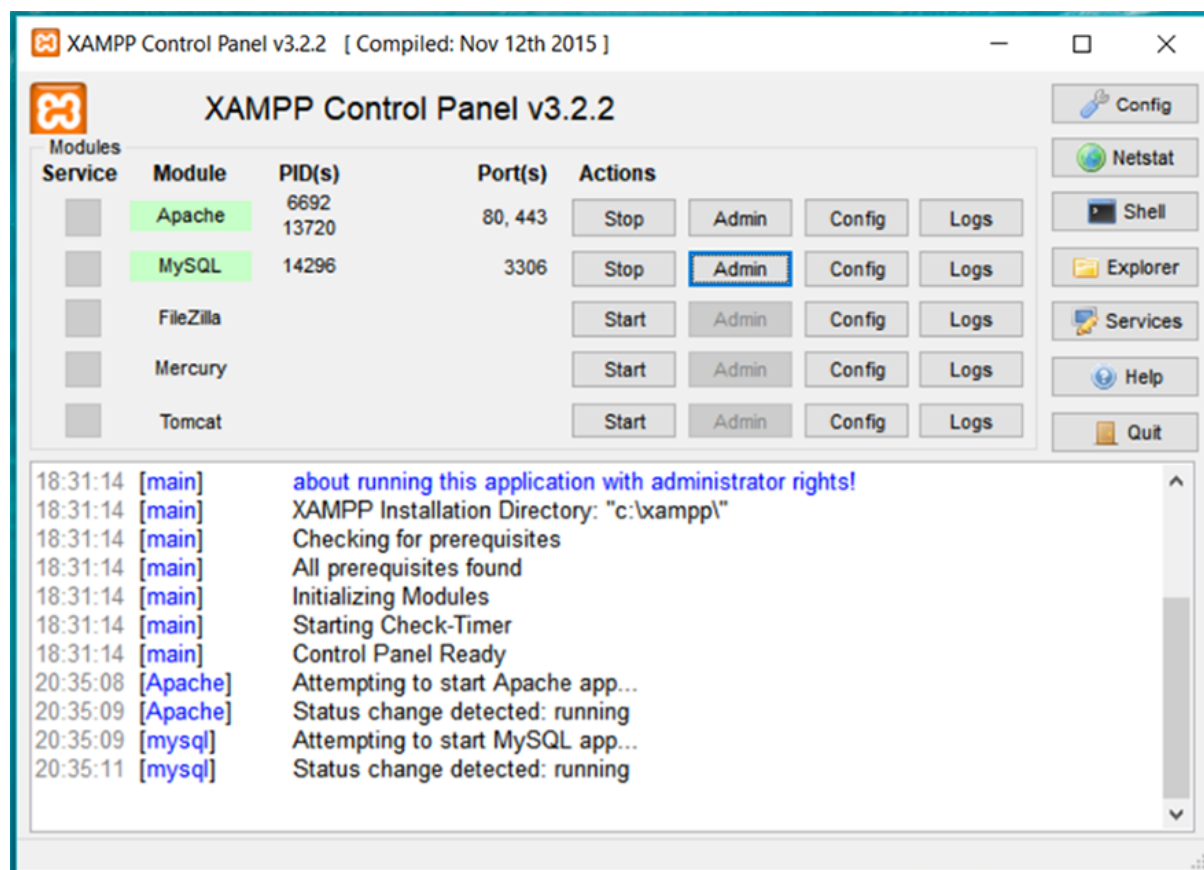 XAMPP Control Panel v3.2.2 [ Compiled: Nov 12th 2015 ]
XAMPP Control Panel v3.2.2
Config
Modules
Service Module PID(s) Port(s) Actions
Netstat
Apache 6692 13720 80, 443 Stop Admin Config Logs
Shell
MySQL 14296 3306 Stop Admin Config Logs
Explorer
FileZilla Start Admin Config Logs
Services
Mercury Start Admin Config Logs
Help
Tomcat Start Admin Config Logs
Quit
18:31:14 [main] about running this application with administrator rights!
18:31:14 [main] XAMPP Installation Directory: "c:\xampp\"
18:31:14 [main] Checking for prerequisites
18:31:14 [main] All prerequisites found
18:31:14 [main] Initializing Modules
18:31:14 [main] Starting Check-Timer
18:31:14 [main] Control Panel Ready
20:35:08 [Apache] Attempting to start Apache app...
20:35:09 [Apache] Status change detected: running
20:35:09 [mysql] Attempting to start MySQL app...
20:35:11 [mysql] Status change detected: running